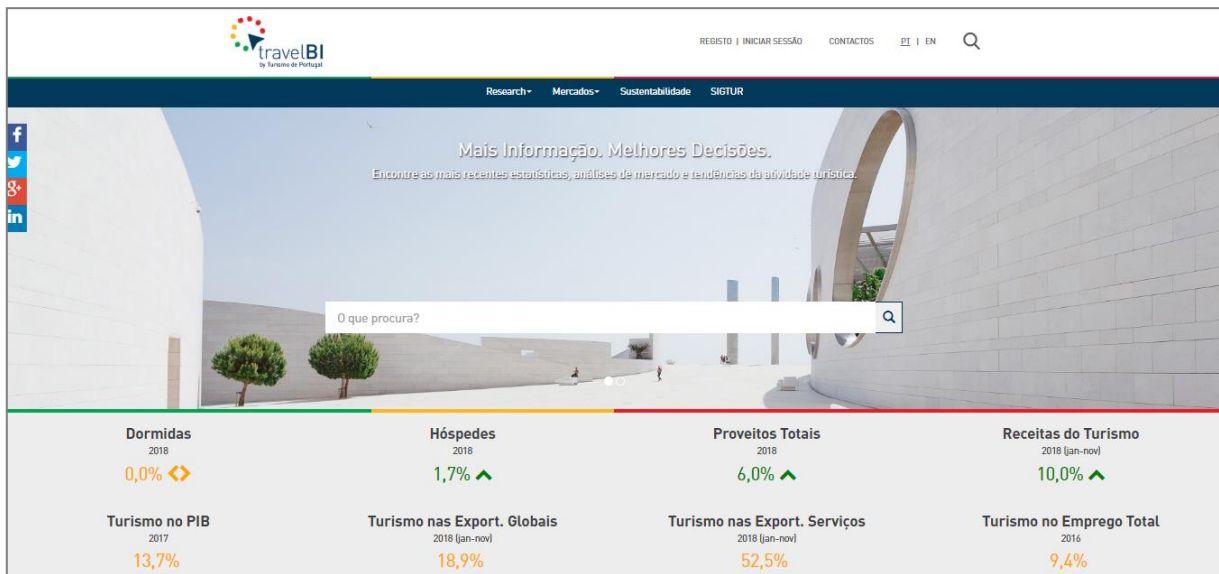 travelBI
by Turismo de Portugal
REGISTO | INICIAR SESSÃO CONTACTOS PT | EN
Research Mercados Sustentabilidade SIGTUR
f
g+
in
Mais Informação. Melhores Decisões.
Encontre as mais recentes estatísticas, análises de mercado e tendências da atividade turística.
O que procura?
Dormidas Hóspedes Proveitos Totais Receitas do Turismo
2018 2018 2018 2018 (jan-nov)
0,0% 1,7% 6,0% 10,0%
Turismo no PIB Turismo nas Export. Globais Turismo nas Export. Serviços Turismo no Emprego Total
2017 2018 (jan-nov) 2018 (jan-nov) 2016
13,7% 18,9% 52,5% 9,4%